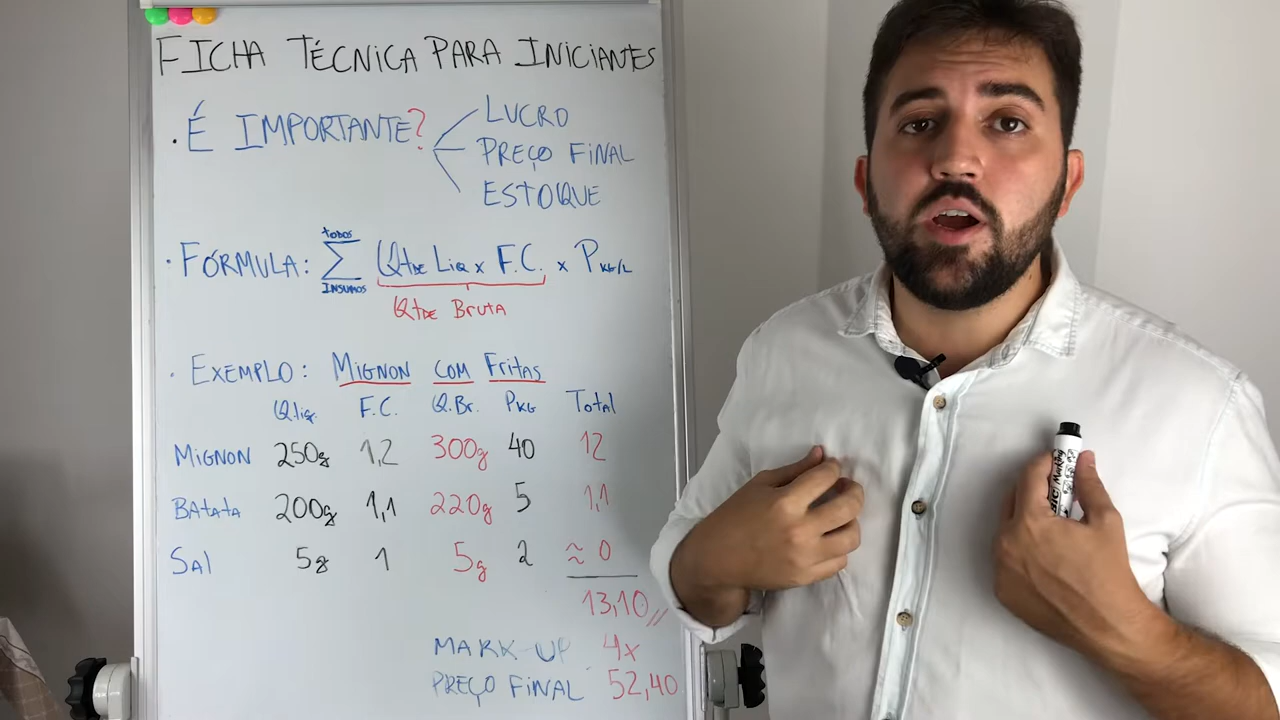 FICHA TÉCNICA PARA INICIANTES
• É IMPORTANTE?
LUCRO
PREÇO FINAL
ESTOQUE
• FÓRMULA: TODOS ∑ INSUMOS Qtde Liq x F.C. x P KG/L
Qtde Bruta
• EXEMPLO: MIGNON COM FRITAS
Q.liq. F.C. Q.Br. PKG Total
MIGNON 250g 1,2 300g 40 12
BATATA 200g 1,1 220g 5 1,1
SAL 5g 1 5g 2 ≈ 0
13,10//
MARK-UP 4x
PREÇO FINAL 52,40
Marking